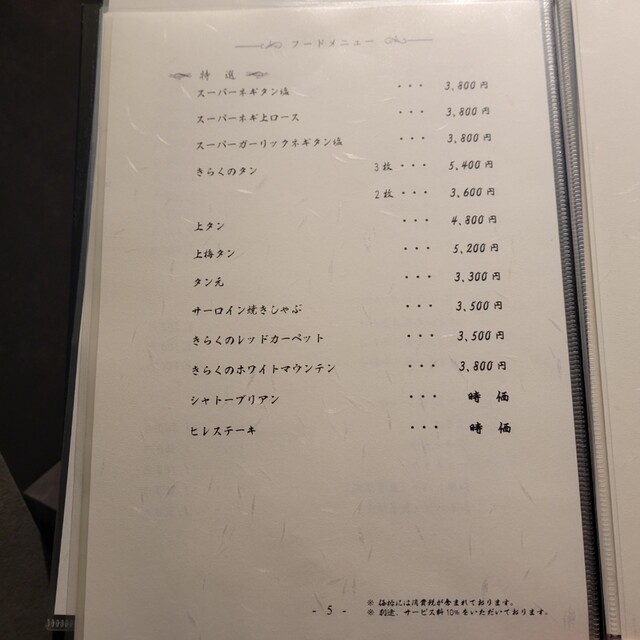 フードメニュー
特選
スーパーネギタン塩 ・・・ 3,800円
スーパーネギ上ロース ・・・ 3,800円
スーパーガーリックネギタン塩 ・・・ 3,800円
きらくのタン 3枚 ・・・ 5,400円
2枚 ・・・ 3,600円
上タン ・・・ 4,800円
上梅タン ・・・ 5,200円
タン元 ・・・ 3,300円
サーロイン焼きしゃぶ ・・・ 3,500円
きらくのレッドカーペット ・・・ 3,500円
きらくのホワイトマウンテン ・・・ 3,800円
シャトーブリアン ・・・ 時価
ヒレステーキ ・・・ 時価
- 5 -
※ 価格には消費税が含まれております。
※ 別途、サービス料10%をいただいております。